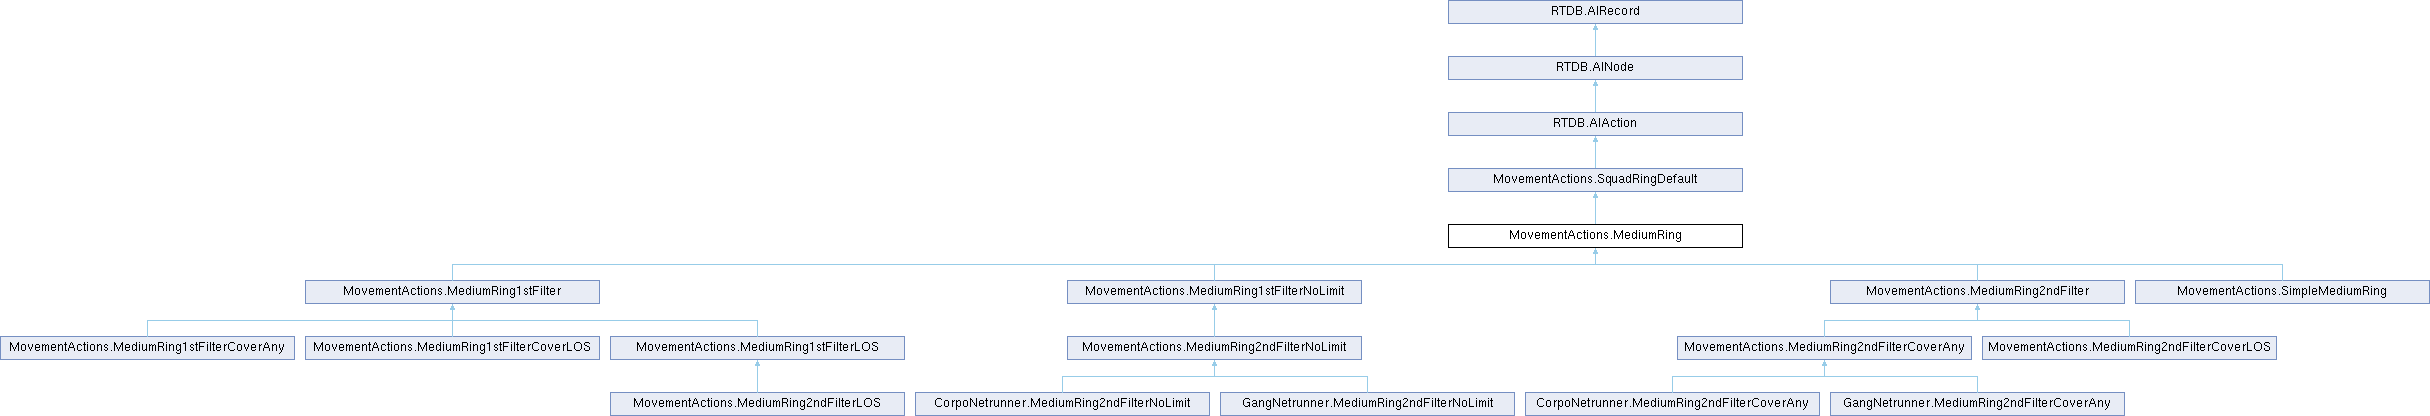 RTDB.AIRecord
RTDB.AINode
RTDB.AIAction
MovementActions.SquadRingDefault
MovementActions.MediumRing
MovementActions.MediumRing1stFilter
MovementActions.MediumRing1stFilterNoLimit
MovementActions.MediumRing2ndFilter
MovementActions.SimpleMediumRing
MovementActions.MediumRing1stFilterCoverAny
MovementActions.MediumRing1stFilterCoverLOS
MovementActions.MediumRing1stFilterLOS
MovementActions.MediumRing2ndFilterNoLimit
MovementActions.MediumRing2ndFilterCoverAny
MovementActions.MediumRing2ndFilterCoverLOS
MovementActions.MediumRing2ndFilterLOS
CorpoNetrunner.MediumRing2ndFilterNoLimit
GangNetrunner.MediumRing2ndFilterNoLimit
CorpoNetrunner.MediumRing2ndFilterCoverAny
GangNetrunner.MediumRing2ndFilterCoverAny